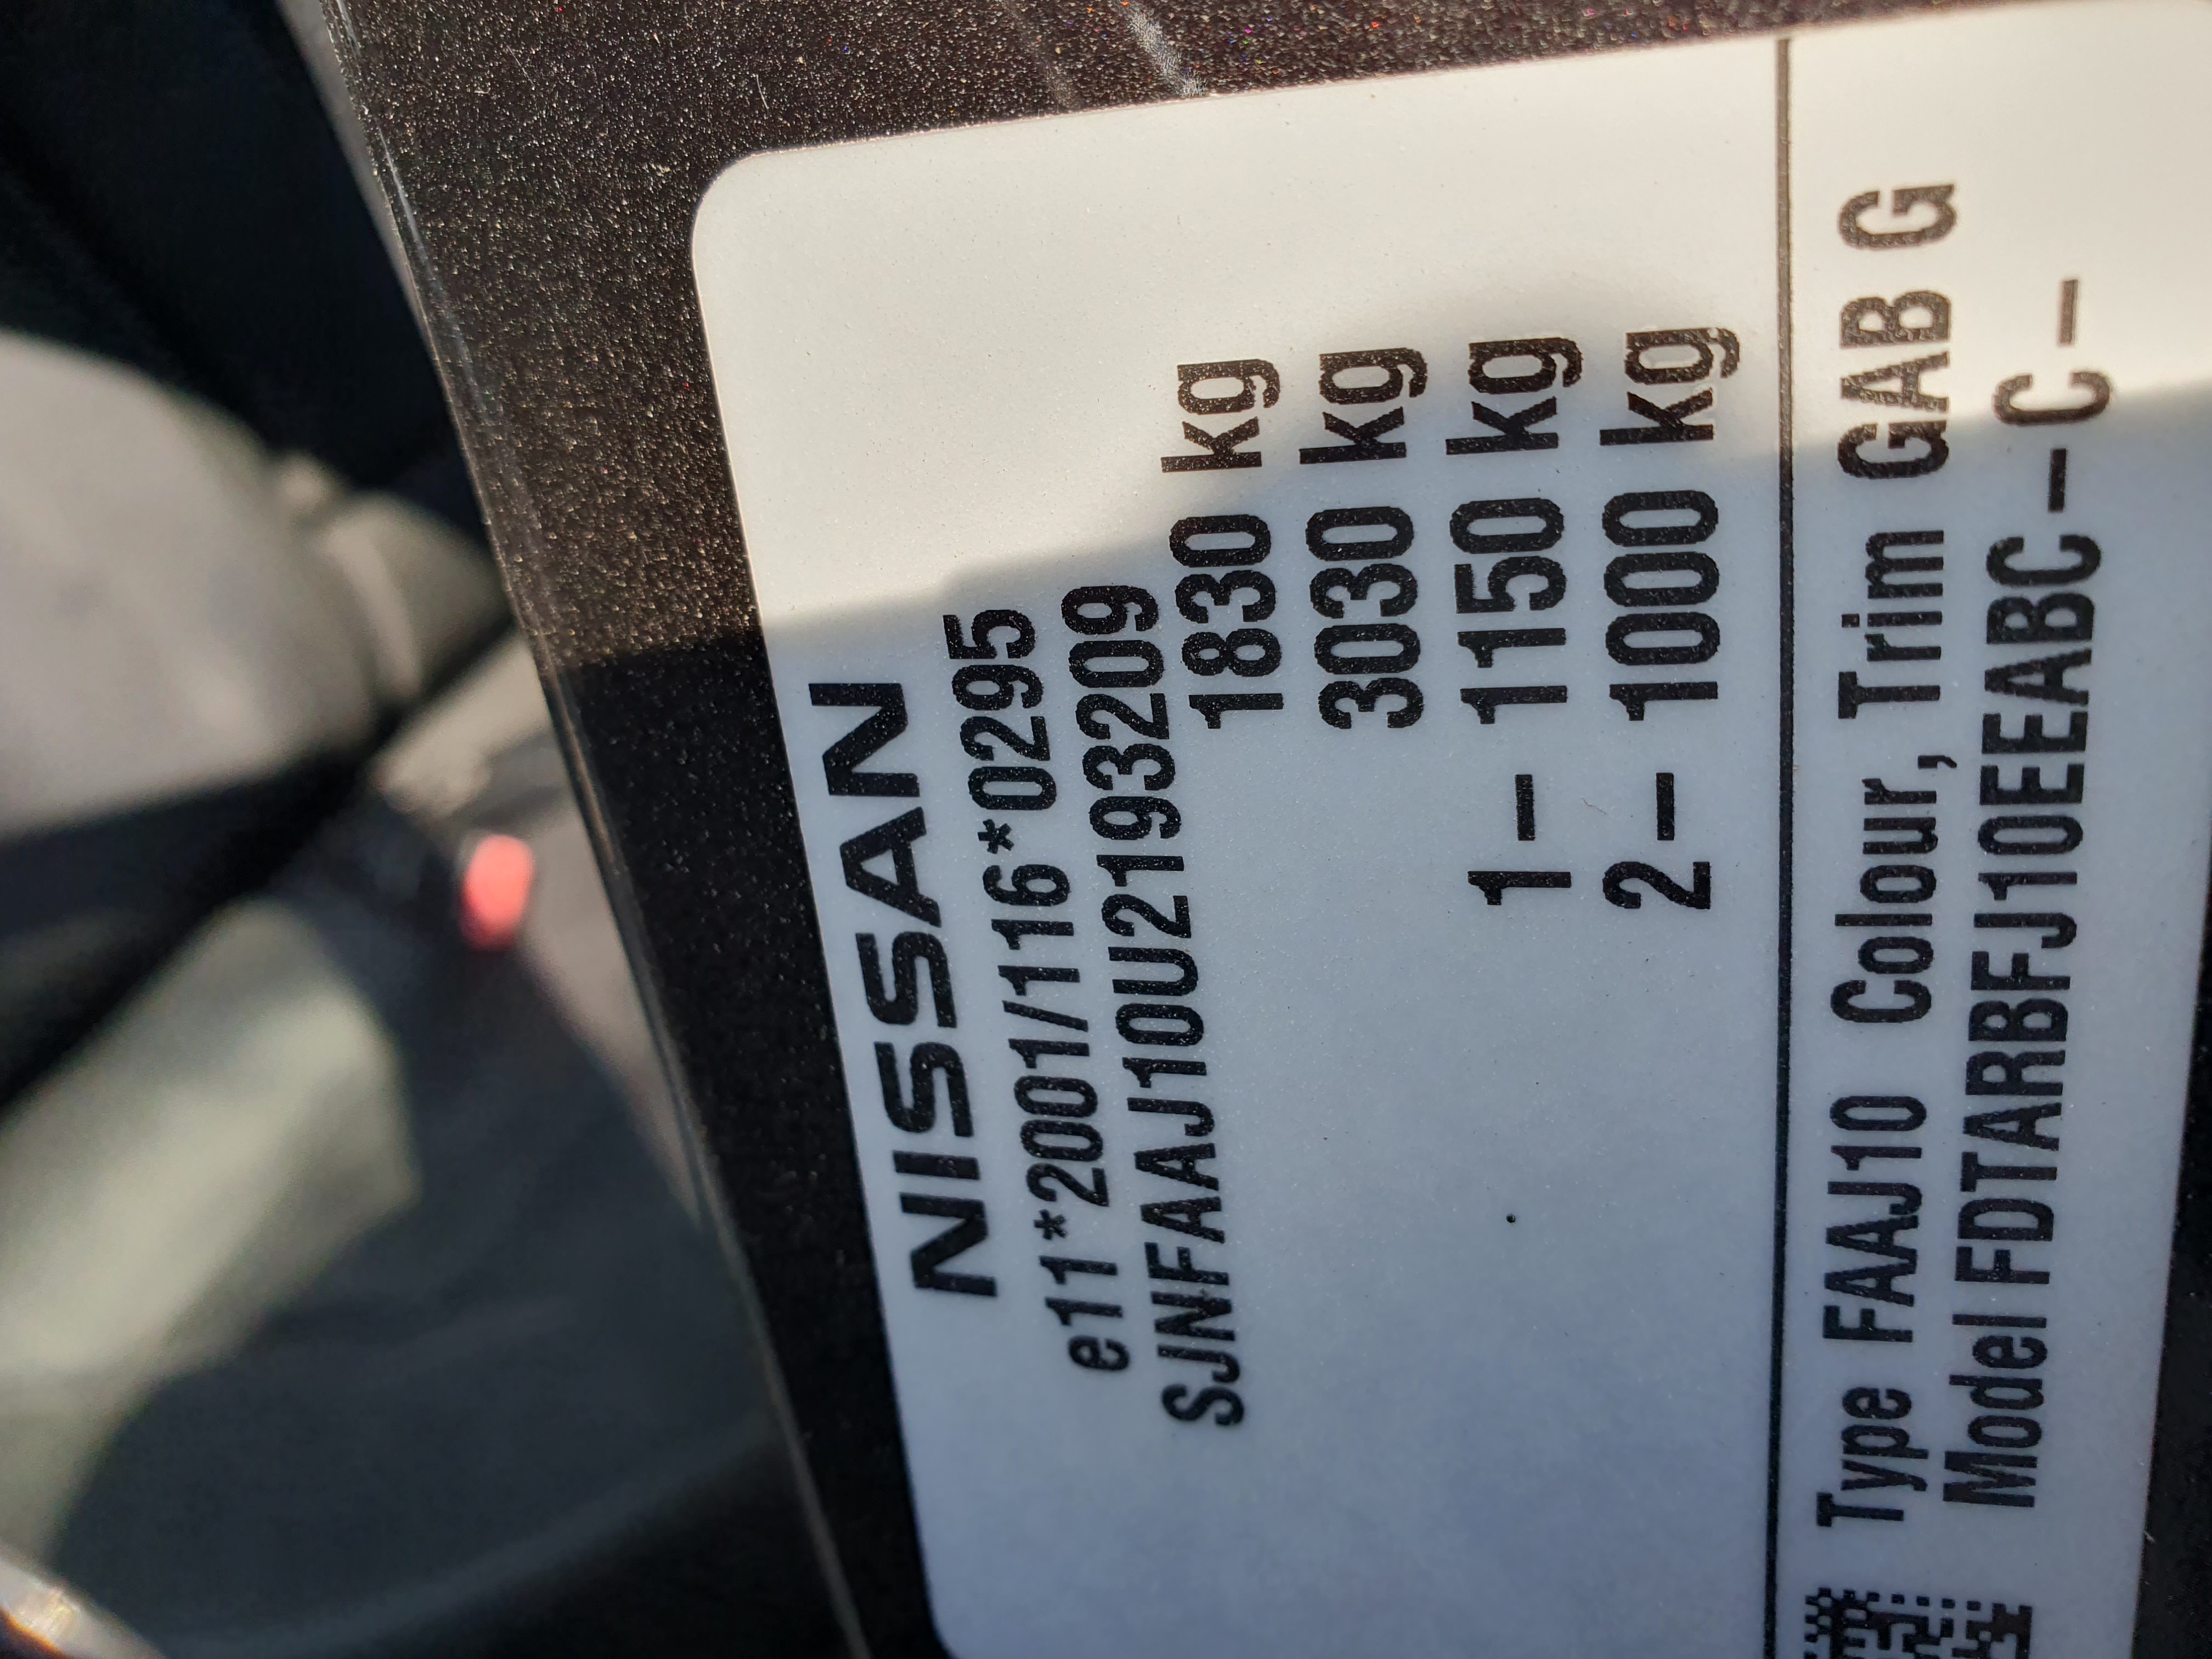 NISSAN
e11*2001/116*0295
SJNFAAJ10U2193209
1830 kg
3030 kg
1- 1150 kg
2- 1000 kg
Type FAAJ10 Colour, Trim GAB G
Model FDTARBFJ10EEABC-C-